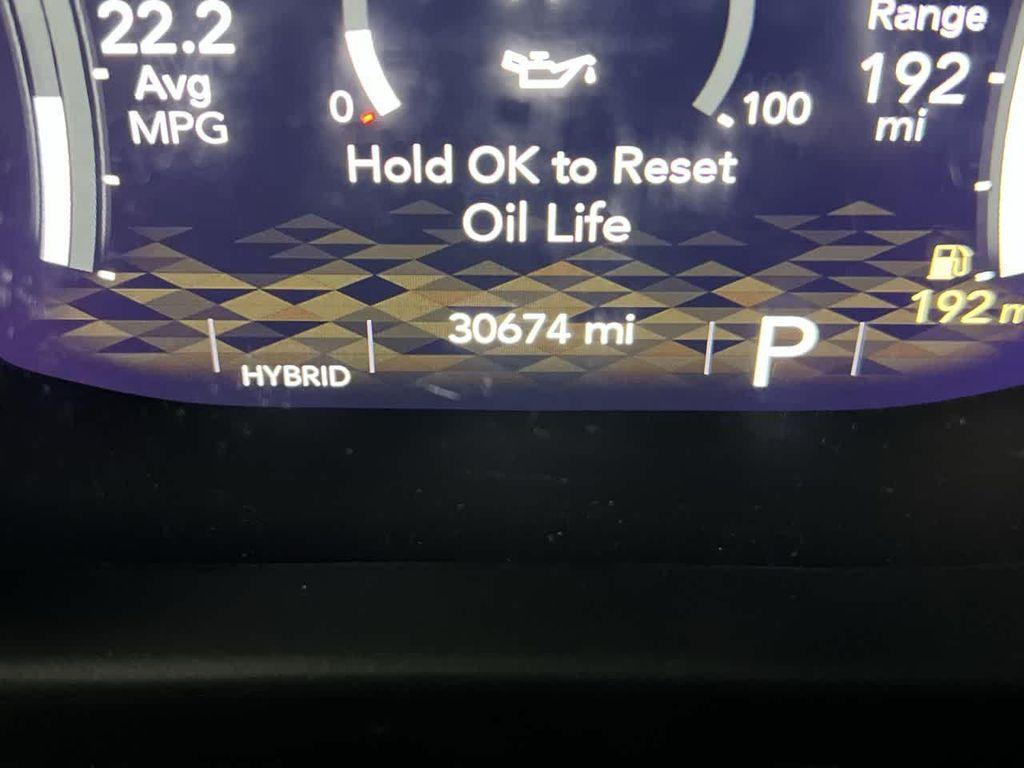 22.2
Avg
MPG
0
100
Range
192
mi
Hold OK to Reset
Oil Life
192 m
30674 mi
P
HYBRID